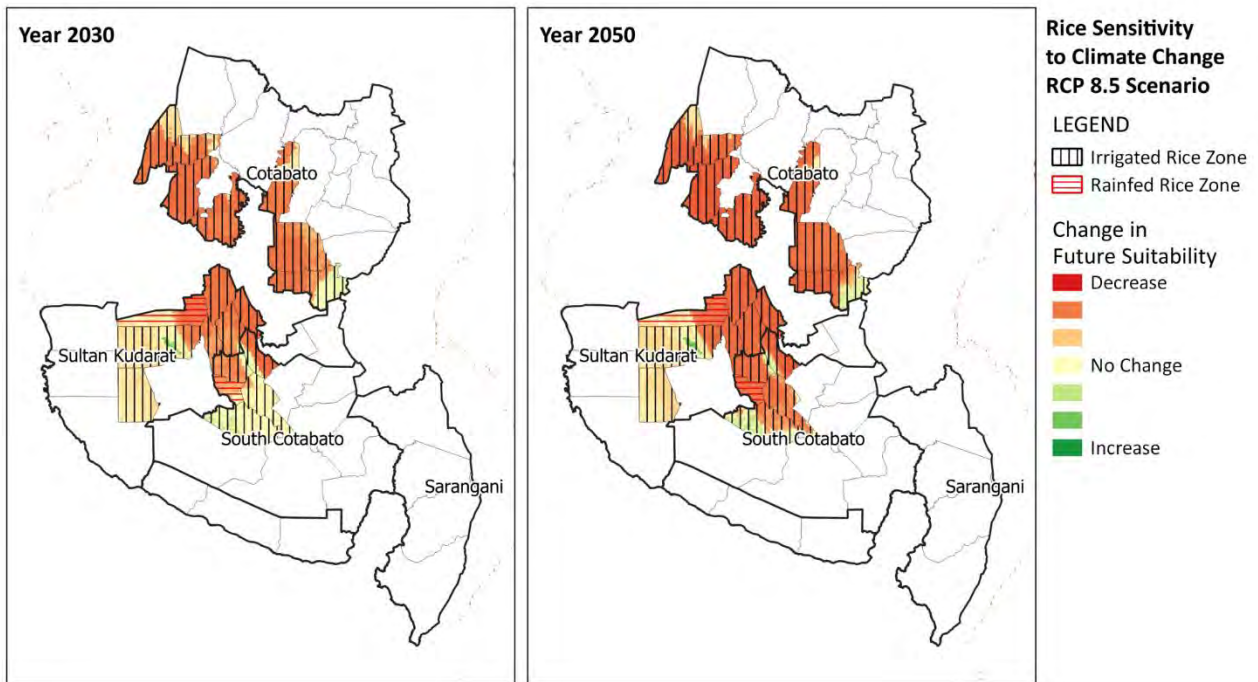 Year 2030
Cotabato
Sultan Kudarat
South Cotabato
Sarangani
Year 2050
Cotabato
Sultan Kudarat
South Cotabato
Sarangani
Rice Sensitivity
to Climate Change
RCP 8.5 Scenario
LEGEND
Irrigated Rice Zone
Rainfed Rice Zone
Change in
Future Suitability
Decrease
No Change
Increase